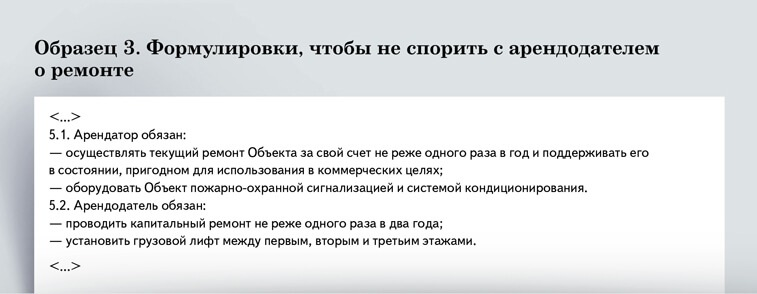 Образец 3. Формулировки, чтобы не спорить с арендодателем
о ремонте
<...>
5.1. Арендатор обязан:
— осуществлять текущий ремонт Объекта за свой счет не реже одного раза в год и поддерживать его
в состоянии, пригодном для использования в коммерческих целях;
— оборудовать Объект пожарно-охранной сигнализацией и системой кондиционирования.
5.2. Арендодатель обязан:
— проводить капитальный ремонт не реже одного раза в два года;
— установить грузовой лифт между первым, вторым и третьим этажами.
<...>